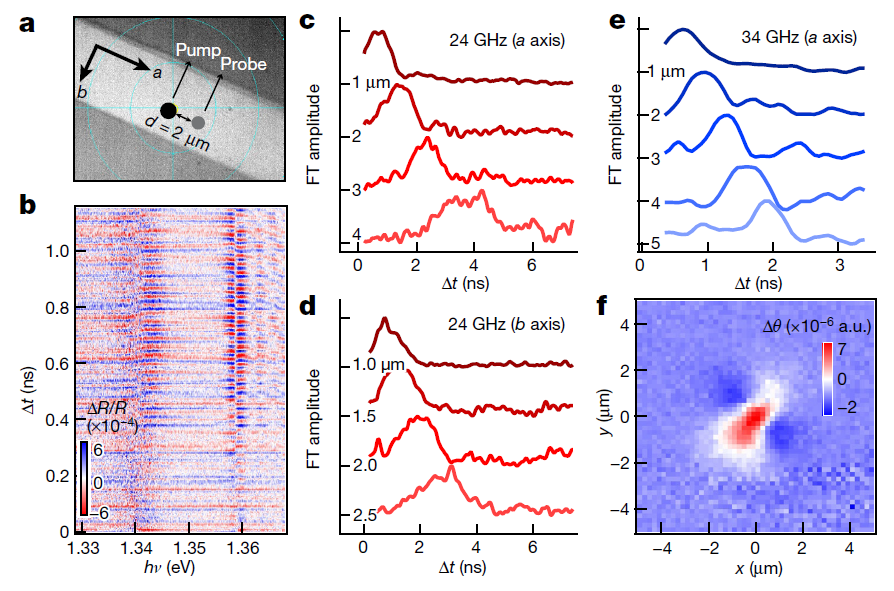 a
Pump
Probe
a
b
d = 2 μm
b
1.0
0.8
0.6
0.4
0.2
0
Δt (ns)
ΔR/R
(×10⁻⁴)
6
0
−6
1.33 1.34 1.35 1.36
hν (eV)
c
24 GHz (a axis)
FT amplitude
1 μm
2
3
4
0 2 4 6
Δt (ns)
d
24 GHz (b axis)
FT amplitude
1.0 μm
1.5
2.0
2.5
0 2 4 6
Δt (ns)
e
34 GHz (a axis)
FT amplitude
1 μm
2
3
4
5
0 1 2 3
Δt (ns)
f
Δθ (×10⁻⁶ a.u.)
7
0
−2
4
2
0
−2
−4
y (μm)
−4 −2 0 2 4
x (μm)